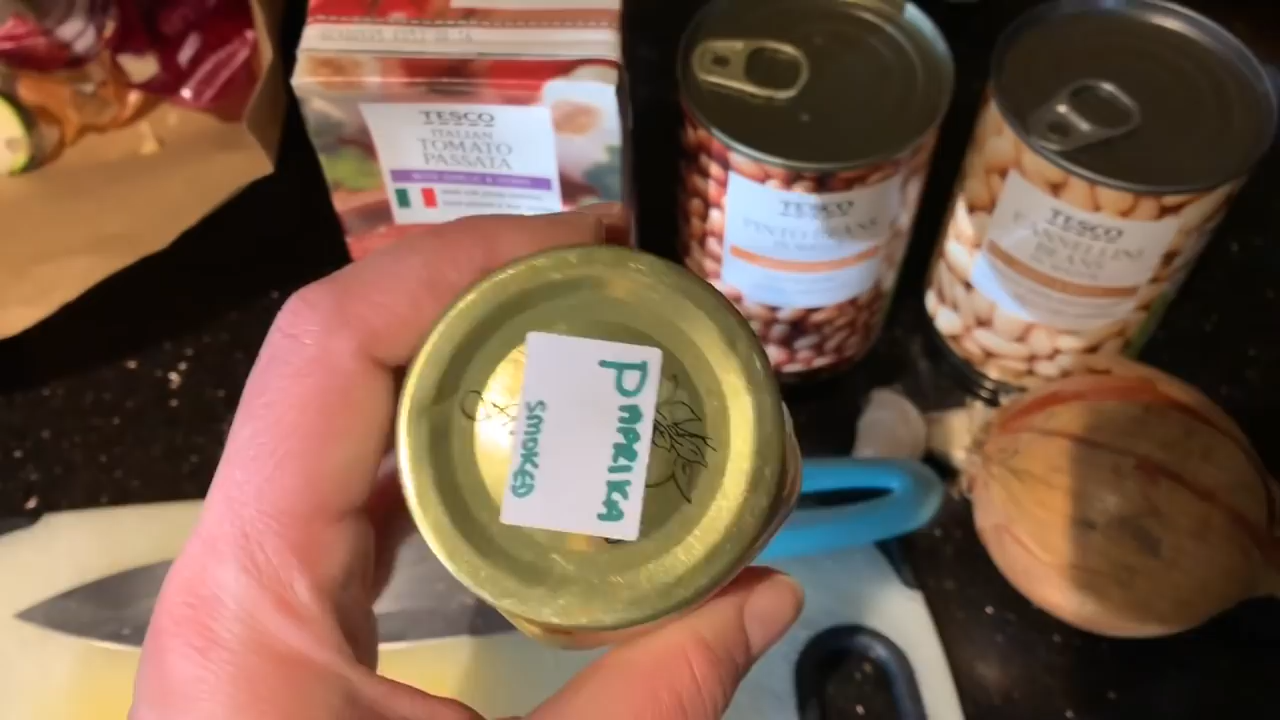 TESCO
ITALIAN
TOMATO
PASSATA
TESCO
PINTO BEANS
TESCO
CANNELLINI
BEANS
PAPRIKA
SMOKED